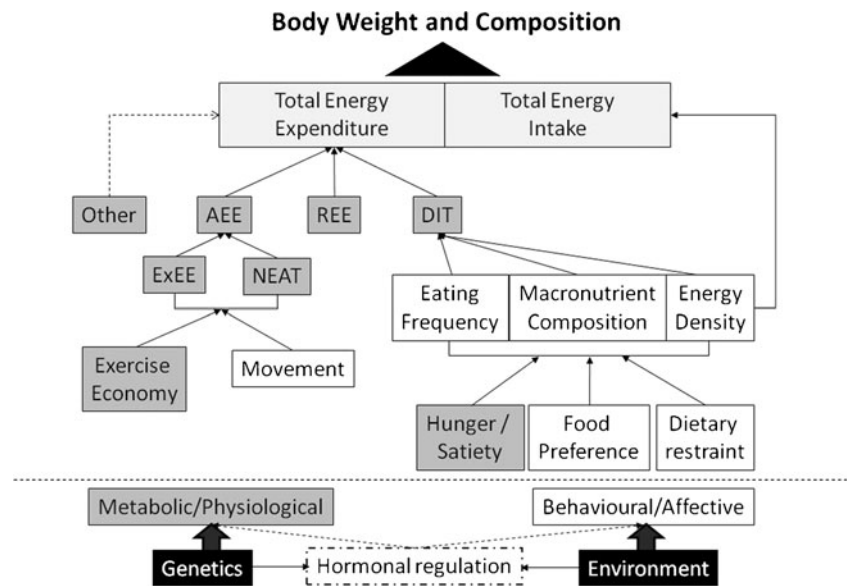 Body Weight and Composition
Total Energy
Expenditure
Total Energy
Intake
Other
AEE
REE
DIT
ExEE
NEAT
Eating
Frequency
Macronutrient
Composition
Energy
Density
Exercise
Economy
Movement
Hunger /
Satiety
Food
Preference
Dietary
restraint
Metabolic/Physiological
Behavioural/Affective
Genetics
Hormonal regulation
Environment